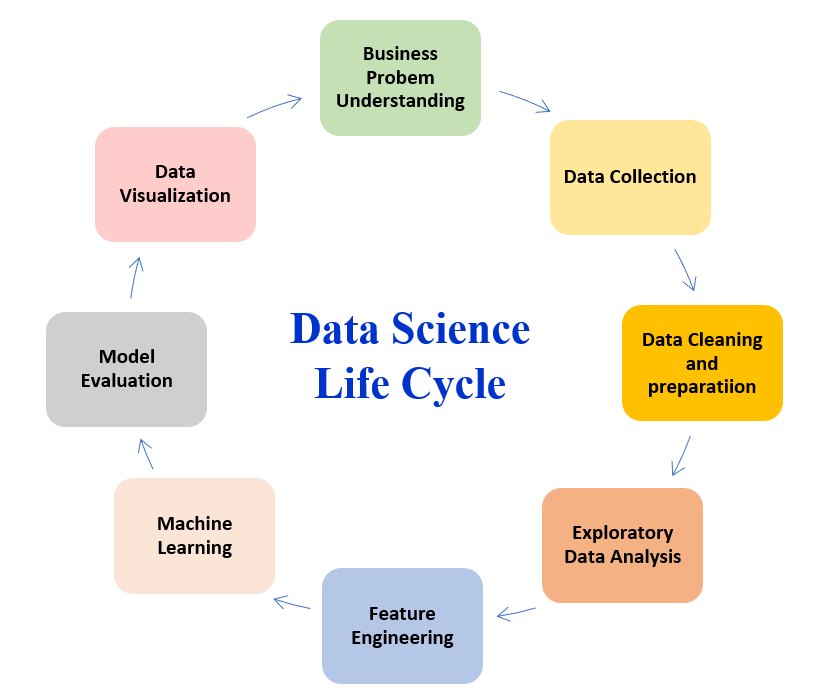 Business
Probem
Understanding
Data Collection
Data Cleaning
and
preparatiion
Exploratory
Data Analysis
Feature
Engineering
Machine
Learning
Model
Evaluation
Data
Visualization
Data Science
Life Cycle